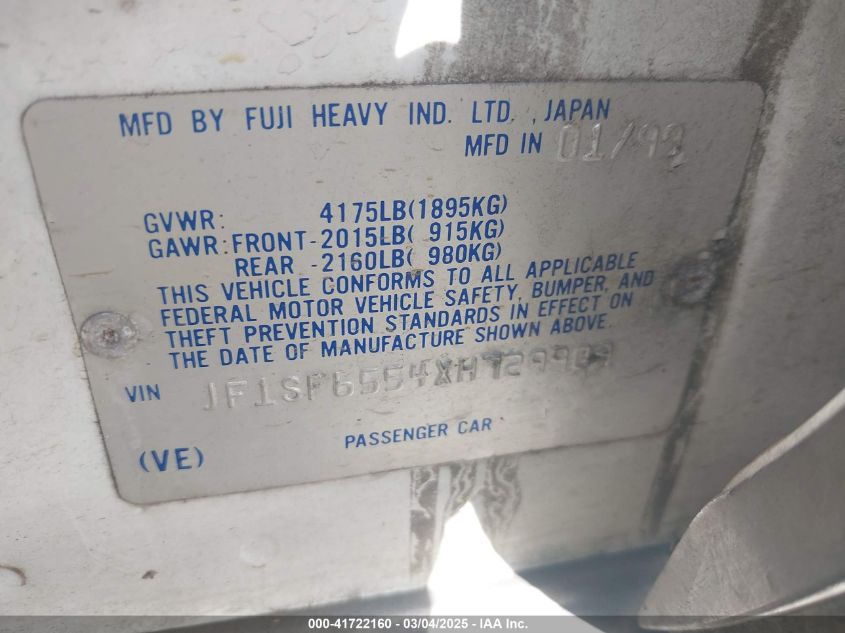 MFD BY FUJI HEAVY IND. LTD. ,JAPAN
MFD IN 01/99
GVWR: 4175LB(1895KG)
GAWR:FRONT-2015LB( 915KG)
REAR -2160LB( 980KG)
THIS VEHICLE CONFORMS TO ALL APPLICABLE
FEDERAL MOTOR VEHICLE SAFETY, BUMPER, AND
THEFT PREVENTION STANDARDS IN EFFECT ON
THE DATE OF MANUFACTURE SHOWN ABOVE.
VIN
PASSENGER CAR
(VE)
000-41722160 - 03/04/2025 - IAA Inc.